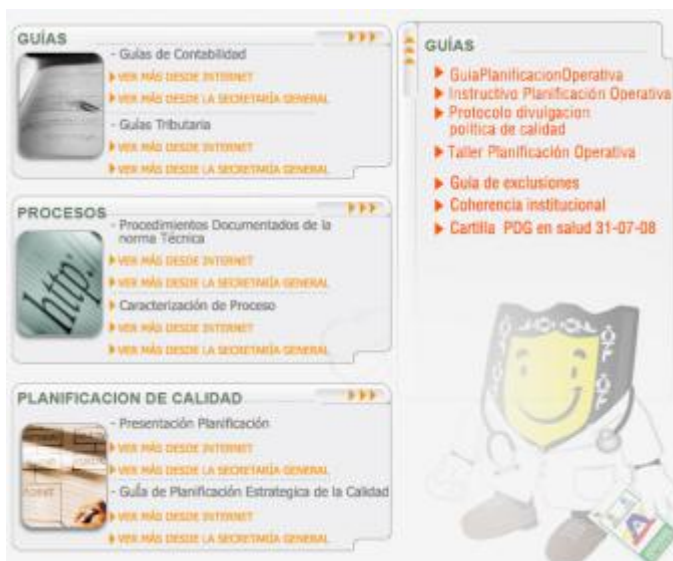 GUÍAS
- Guías de Contabilidad
VER MÁS DESDE INTERNET
VER MÁS DESDE LA SECRETARÍA GENERAL
- Guías Tributaria
VER MÁS DESDE INTERNET
VER MÁS DESDE LA SECRETARÍA GENERAL
PROCESOS
- Procedimientos Documentados de la
norma Técnica
VER MÁS DESDE INTERNET
VER MÁS DESDE LA SECRETARÍA GENERAL
Caracterización de Proceso
VER MÁS DESDE INTERNET
VER MÁS DESDE LA SECRETARÍA GENERAL
http:
PLANIFICACION DE CALIDAD
- Presentación Planificación
VER MÁS DESDE INTERNET
VER MÁS DESDE LA SECRETARÍA GENERAL
- Guía de Planificación Estrategica de la Calidad
VER MÁS DESDE INTERNET
VER MÁS DESDE LA SECRETARÍA GENERAL
GUÍAS
GuiaPlanificacionOperativa
Instructivo Planificación Operativa
Protocolo divulgacion
politica de calidad
Taller Planificación Operativa
Guia de exclusiones
Coherencia institucional
Cartilla PDG en salud 31-07-08